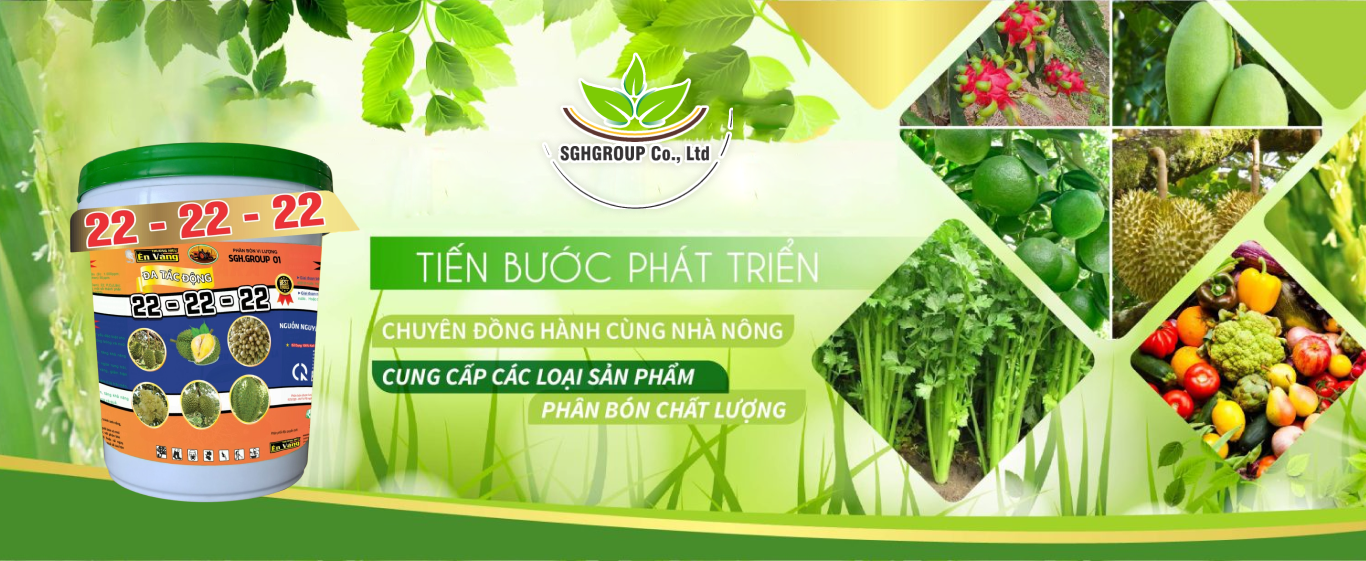 SGHGROUP Co., Ltd
TIẾN BƯỚC PHÁT TRIỂN
CHUYÊN ĐỒNG HÀNH CÙNG NHÀ NÔNG
CUNG CẤP CÁC LOẠI SẢN PHẨM
PHÂN BÓN CHẤT LƯỢNG
22 - 22 - 22
Én Vàng
PHÂN BÓN VI LƯỢNG
SGH.GROUP 01
ĐA TÁC ĐỘNG
BEST
22 - 22 - 22
NGUỒN NGUY
Én Vàng